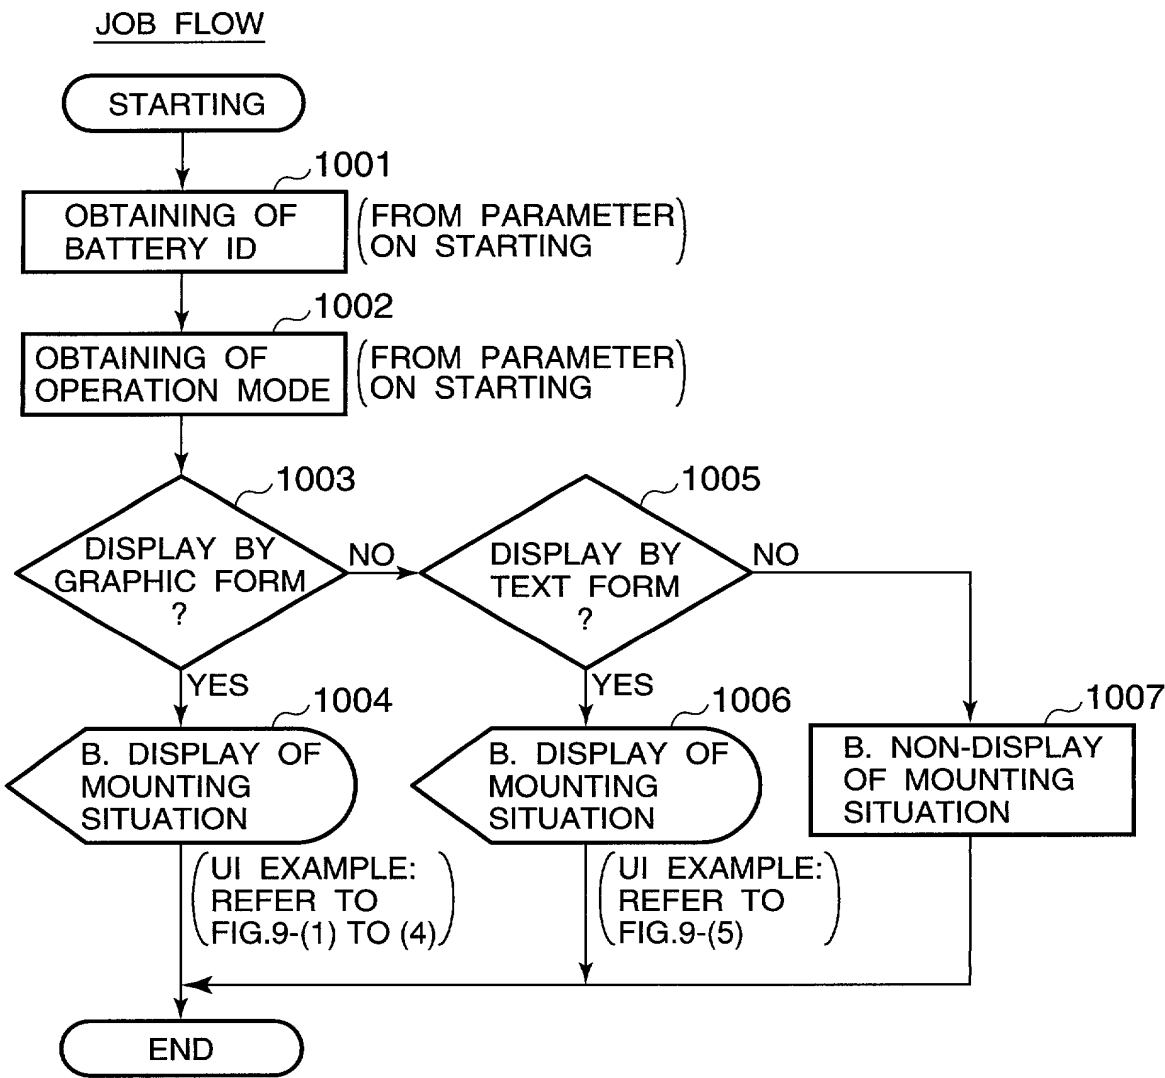 JOB FLOW
STARTING
1001
OBTAINING OF
BATTERY ID
(FROM PARAMETER
ON STARTING)
1002
OBTAINING OF
OPERATION MODE
(FROM PARAMETER
ON STARTING)
1003
DISPLAY BY
GRAPHIC FORM
?
NO
YES
1005
DISPLAY BY
TEXT FORM
?
NO
YES
1004
B. DISPLAY OF
MOUNTING
SITUATION
(UI EXAMPLE:
REFER TO
FIG.9-(1) TO (4))
1006
B. DISPLAY OF
MOUNTING
SITUATION
(UI EXAMPLE:
REFER TO
FIG.9-(5))
1007
B. NON-DISPLAY
OF MOUNTING
SITUATION
END